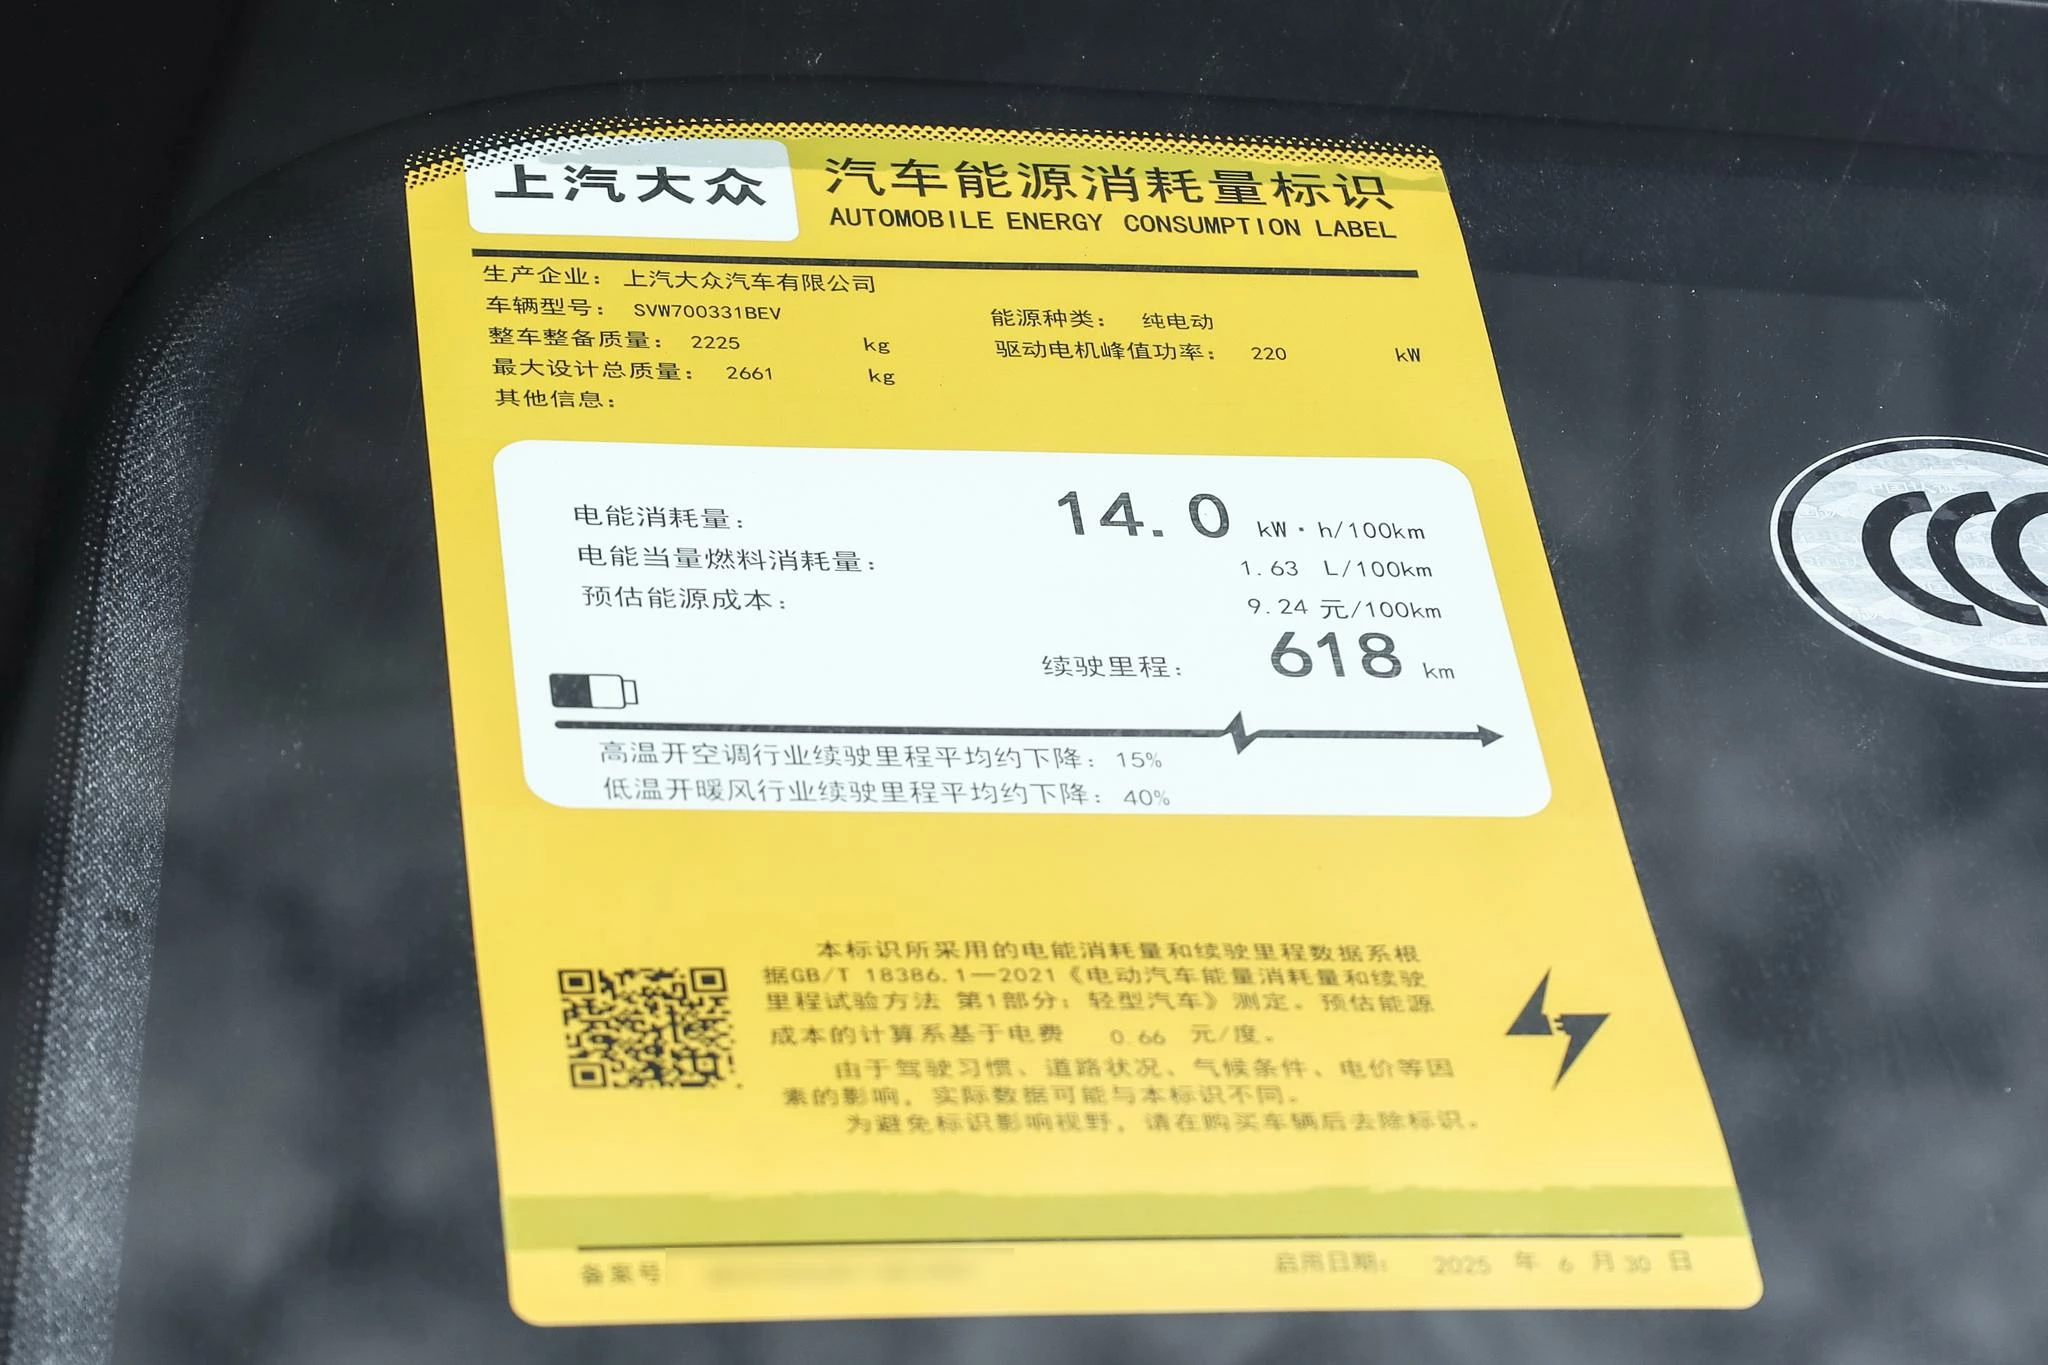 上汽大众
汽车能源消耗量标识
AUTOMOBILE ENERGY CONSUMPTION LABEL
生产企业： 上汽大众汽车有限公司
车辆型号： SVW700331BEV
能源种类： 纯电动
整车整备质量： 2225 kg
驱动电机峰值功率： 220 kW
最大设计总质量： 2661 kg
其他信息：
电能消耗量： 14.0 kW·h/100km
电能当量燃料消耗量： 1.63 L/100km
预估能源成本： 9.24 元/100km
续驶里程： 618 km
高温开空调行业续驶里程平均约下降： 15%
低温开暖风行业续驶里程平均约下降： 40%
本标识所采用的电能消耗量和续驶里程数据系根
据GB/T 18386.1—2021《电动汽车能量消耗量和续驶
里程试验方法 第1部分：轻型汽车》测定。预估能源
成本的计算系基于电费 0.66 元/度。
由于驾驶习惯、道路状况、气候条件、电价等因
素的影响，实际数据可能与本标识不同。
为避免标识影响视野，请在购买车辆后去除标识。
备案号
启用日期： 2025 年 6 月 30 日
CCC